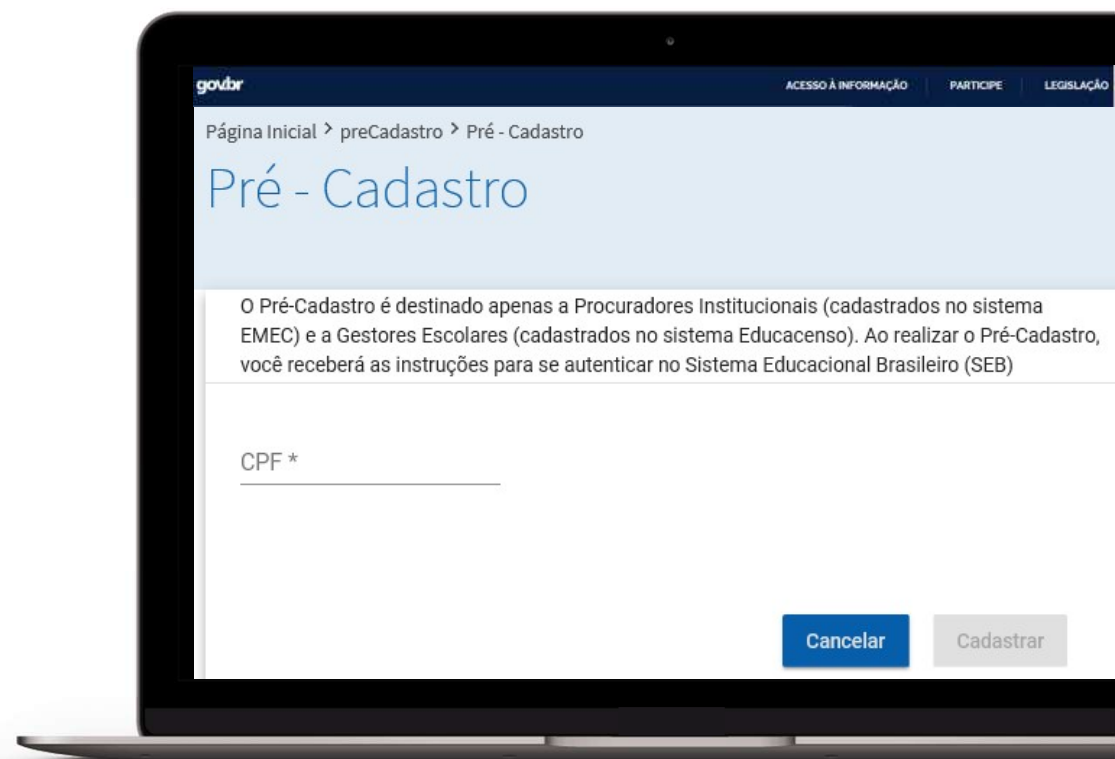 govbr
ACESSO À INFORMAÇÃO PARTICIPE LEGISLAÇÃO
Página Inicial > preCadastro > Pré - Cadastro
Pré - Cadastro
O Pré-Cadastro é destinado apenas a Procuradores Institucionais (cadastrados no sistema
EMEC) e a Gestores Escolares (cadastrados no sistema Educacenso). Ao realizar o Pré-Cadastro,
você receberá as instruções para se autenticar no Sistema Educacional Brasileiro (SEB)
CPF *
Cancelar Cadastrar